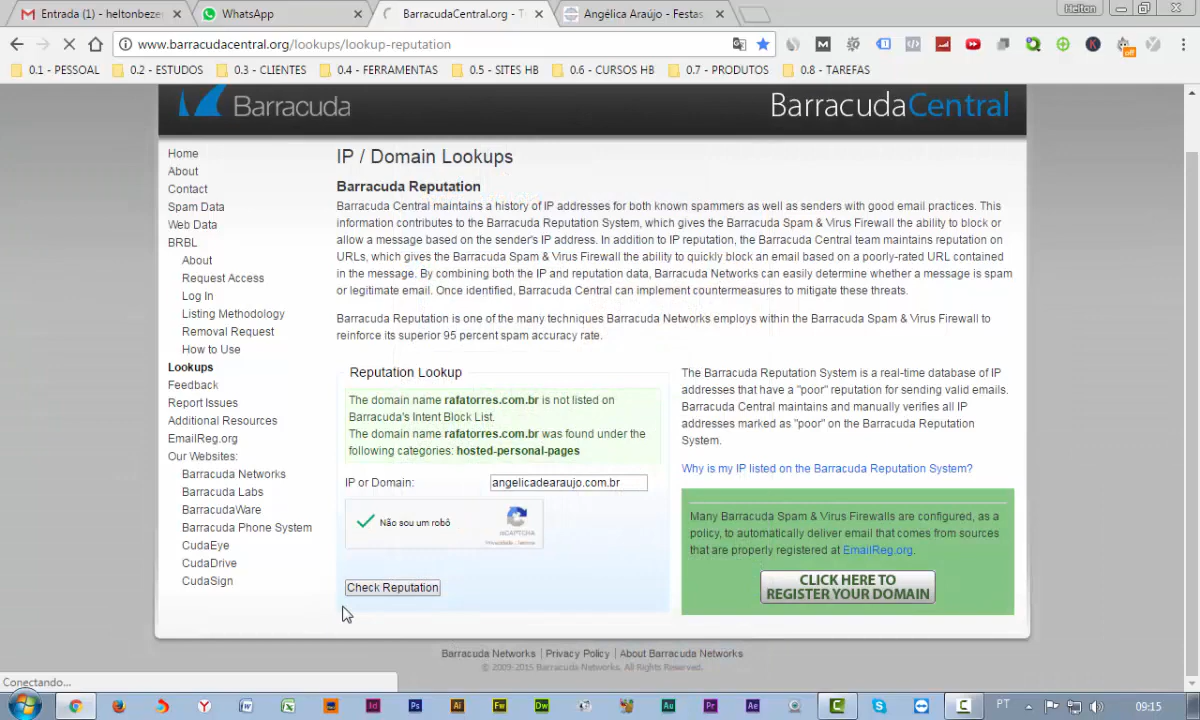 Entrada (1) - heltonbezer
WhatsApp
BarracudaCentral.org - Te
Angélica Araújo - Festas
Helton
www.barracudacentral.org/lookups/lookup-reputation
0.1 - PESSOAL
0.2 - ESTUDOS
0.3 - CLIENTES
0.4 - FERRAMENTAS
0.5 - SITES HB
0.6 - CURSOS HB
0.7 - PRODUTOS
0.8 - TAREFAS
Barracuda
BarracudaCentral
Home
About
Contact
Spam Data
Web Data
BRBL
About
Request Access
Log In
Listing Methodology
Removal Request
How to Use
Lookups
Feedback
Report Issues
Additional Resources
EmailReg.org
Our Websites:
Barracuda Networks
Barracuda Labs
BarracudaWare
Barracuda Phone System
CudaEye
CudaDrive
CudaSign
IP / Domain Lookups
Barracuda Reputation
Barracuda Central maintains a history of IP addresses for both known spammers as well as senders with good email practices. This
information contributes to the Barracuda Reputation System, which gives the Barracuda Spam & Virus Firewall the ability to block or
allow a message based on the sender's IP address. In addition to IP reputation, the Barracuda Central team maintains reputation on
URLs, which gives the Barracuda Spam & Virus Firewall the ability to quickly block an email based on a poorly-rated URL contained
in the message. By combining both the IP and reputation data, Barracuda Networks can easily determine whether a message is spam
or legitimate email. Once identified, Barracuda Central can implement countermeasures to mitigate these threats.
Barracuda Reputation is one of the many techniques Barracuda Networks employs within the Barracuda Spam & Virus Firewall to
reinforce its superior 95 percent spam accuracy rate.
Reputation Lookup
The domain name rafatorres.com.br is not listed on
Barracuda's Intent Block List.
The domain name rafatorres.com.br was found under the
following categories: hosted-personal-pages
IP or Domain:
angelicadearaujo.com.br
Não sou um robô
reCAPTCHA
Privacidade - Termos
Check Reputation
The Barracuda Reputation System is a real-time database of IP
addresses that have a "poor" reputation for sending valid emails.
Barracuda Central maintains and manually verifies all IP
addresses marked as "poor" on the Barracuda Reputation
System.
Why is my IP listed on the Barracuda Reputation System?
Many Barracuda Spam & Virus Firewalls are configured, as a
policy, to automatically deliver email that comes from sources
that are properly registered at EmailReg.org.
CLICK HERE TO
REGISTER YOUR DOMAIN
Barracuda Networks | Privacy Policy | About Barracuda Networks
© 2003-2015 Barracuda Networks. All Rights Reserved.
Conectando...
off
PT
09:15